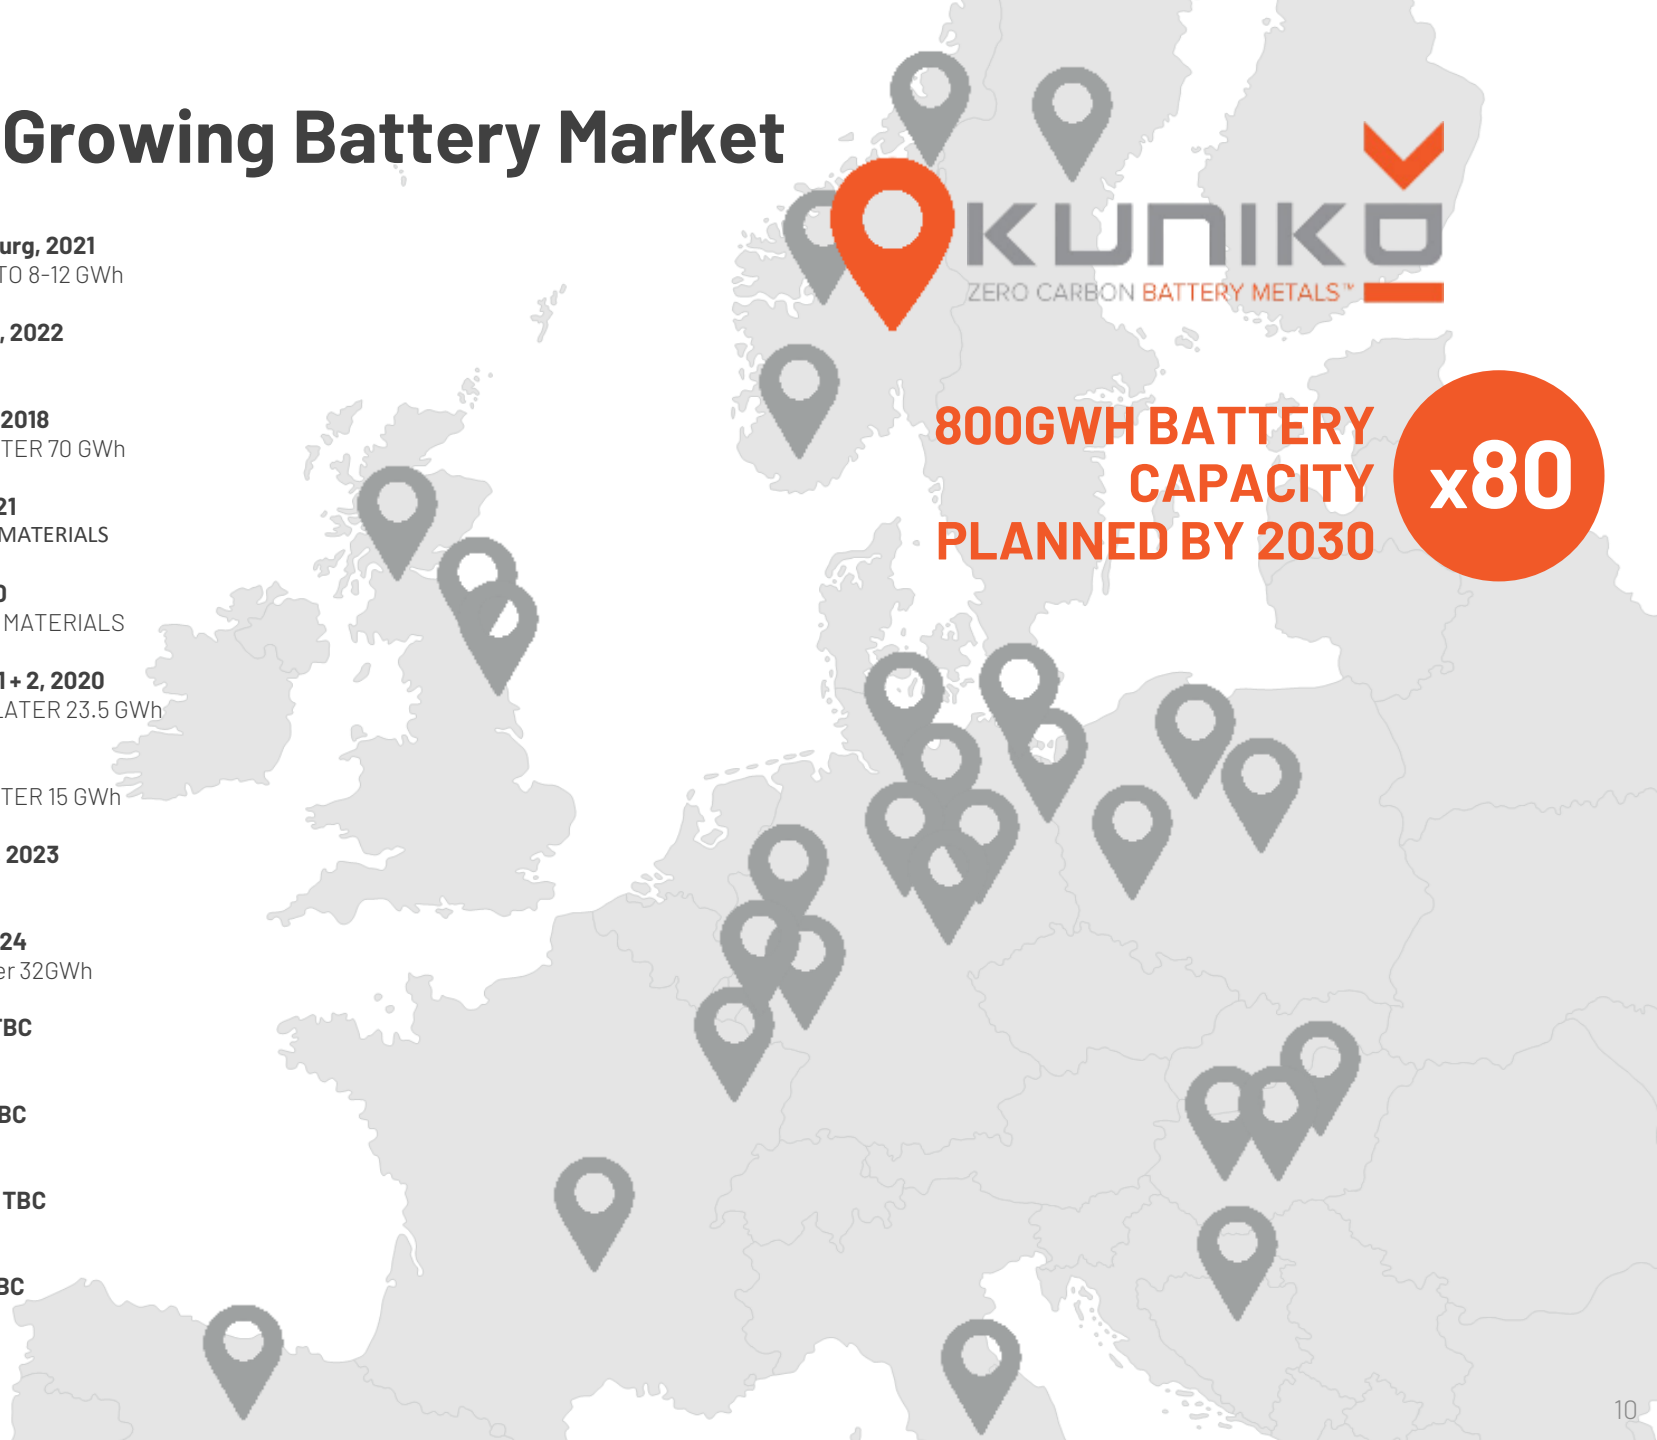 Growing Battery Market
urg, 2021
TO 8-12 GWh
, 2022
2018
TER 70 GWh
21
MATERIALS
0
MATERIALS
1 + 2, 2020
LATER 23.5 GWh
TER 15 GWh
2023
24
er 32GWh
TBC
BC
TBC
BC
KUNIKO
ZERO CARBON BATTERY METALS™
800GWH BATTERY
CAPACITY
PLANNED BY 2030
x80
10